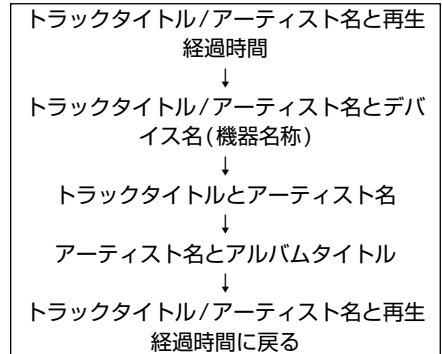 トラックタイトル/アーティスト名と再生
経過時間
↓
トラックタイトル/アーティスト名とデバ
イス名(機器名称)
↓
トラックタイトルとアーティスト名
↓
アーティスト名とアルバムタイトル
↓
トラックタイトル/アーティスト名と再生
経過時間に戻る